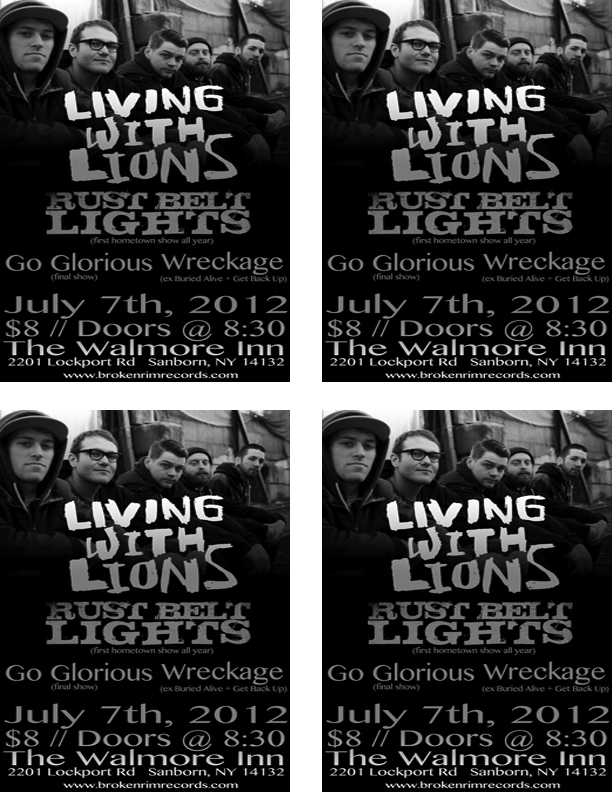 LIVING
WITH
LIONS
RUST BELT
LIGHTS
(first hometown show all year)
Go Glorious Wreckage
(final show) (ex Buried Alive + Get Back Up)
July 7th, 2012
$8 // Doors @ 8:30
The Walmore Inn
2201 Lockport Rd Sanborn, NY 14132
www.brokenrimrecords.com
LIVING
WITH
LIONS
RUST BELT
LIGHTS
(first hometown show all year)
Go Glorious Wreckage
(final show) (ex Buried Alive + Get Back Up)
July 7th, 2012
$8 // Doors @ 8:30
The Walmore Inn
2201 Lockport Rd Sanborn, NY 14132
www.brokenrimrecords.com
LIVING
WITH
LIONS
RUST BELT
LIGHTS
(first hometown show all year)
Go Glorious Wreckage
(final show) (ex Buried Alive + Get Back Up)
July 7th, 2012
$8 // Doors @ 8:30
The Walmore Inn
2201 Lockport Rd Sanborn, NY 14132
www.brokenrimrecords.com
LIVING
WITH
LIONS
RUST BELT
LIGHTS
(first hometown show all year)
Go Glorious Wreckage
(final show) (ex Buried Alive + Get Back Up)
July 7th, 2012
$8 // Doors @ 8:30
The Walmore Inn
2201 Lockport Rd Sanborn, NY 14132
www.brokenrimrecords.com